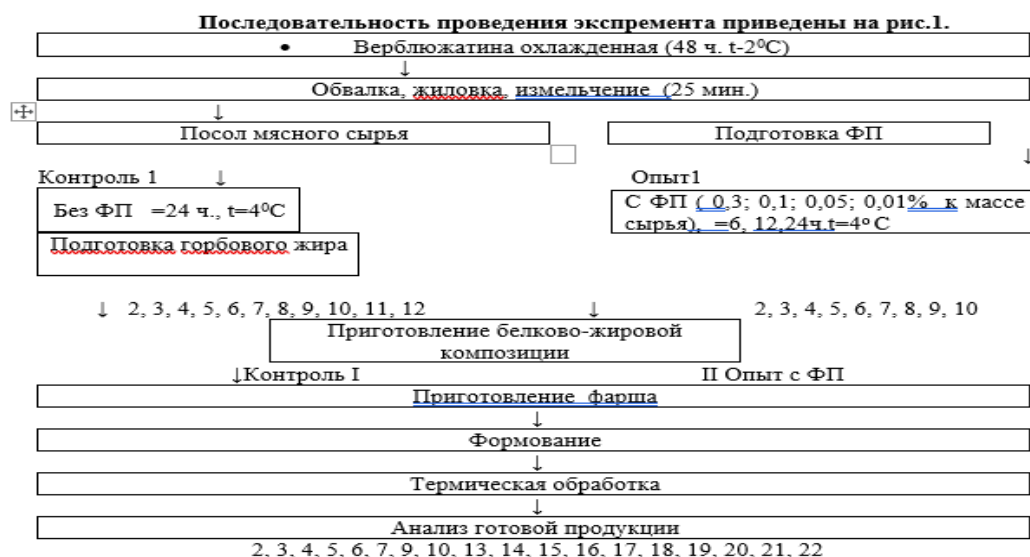 Последовательность проведения экспремента приведены на рис.1.
• Верблюжатина охлажденная (48 ч. t-2⁰С)
↓
Обвалка, жиловка, измельчение (25 мин.)
↓
Посол мясного сырья
Подготовка ФП
↓
Контроль 1 ↓
Опыт1
Без ФП =24 ч., t=4⁰С
С ФП ( 0,3; 0,1; 0,05; 0,01% к массе
сырья), =6, 12,24ч.t=4º С
Подготовка горбового жира
↓ 2, 3, 4, 5, 6, 7, 8, 9, 10, 11, 12
↓
2, 3, 4, 5, 6, 7, 8, 9, 10
Приготовление белково-жировой
композиции
↓Контроль I
II Опыт с ФП
Приготовление фарша
↓
Формование
↓
Термическая обработка
↓
Анализ готовой продукции
2, 3, 4, 5, 6, 7, 9, 10, 13, 14, 15, 16, 17, 18, 19, 20, 21, 22